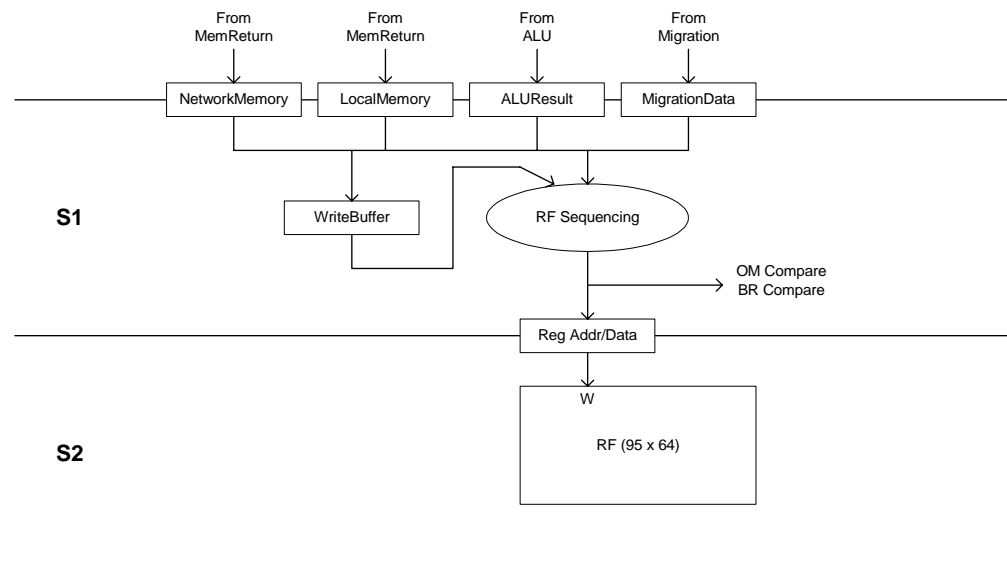 From
MemReturn
From
MemReturn
From
ALU
From
Migration
NetworkMemory
LocalMemory
ALUResult
MigrationData
S1
WriteBuffer
RF Sequencing
OM Compare
BR Compare
Reg Addr/Data
W
S2
RF (95 x 64)